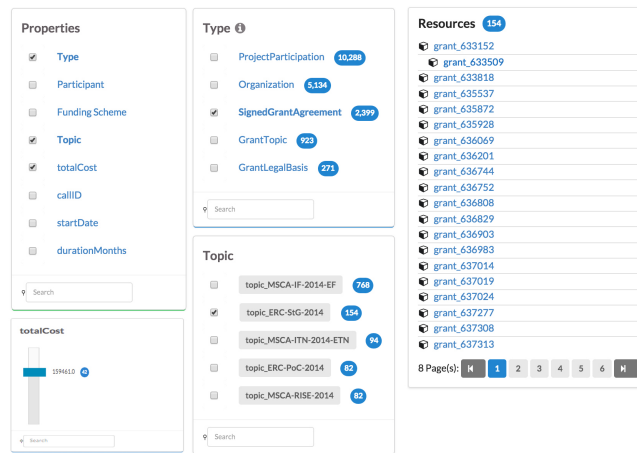 Properties
Type
Participant
Funding Scheme
Topic
totalCost
callID
startDate
durationMonths
Search
totalCost
159461.0 42
Search
Type
ProjectParticipation 10,288
Organization 5,134
SignedGrantAgreement 2,399
GrantTopic 923
GrantLegalBasis 271
Search
Topic
topic_MSCA-IF-2014-EF 768
topic_ERC-StG-2014 154
topic_MSCA-ITN-2014-ETN 94
topic_ERC-PoC-2014 82
topic_MSCA-RISE-2014 82
Search
Resources 154
grant_633152
grant_633509
grant_633818
grant_635537
grant_635872
grant_635928
grant_636069
grant_636201
grant_636744
grant_636752
grant_636808
grant_636829
grant_636903
grant_636983
grant_637014
grant_637019
grant_637024
grant_637277
grant_637308
grant_637313
8 Page(s): 1 2 3 4 5 6